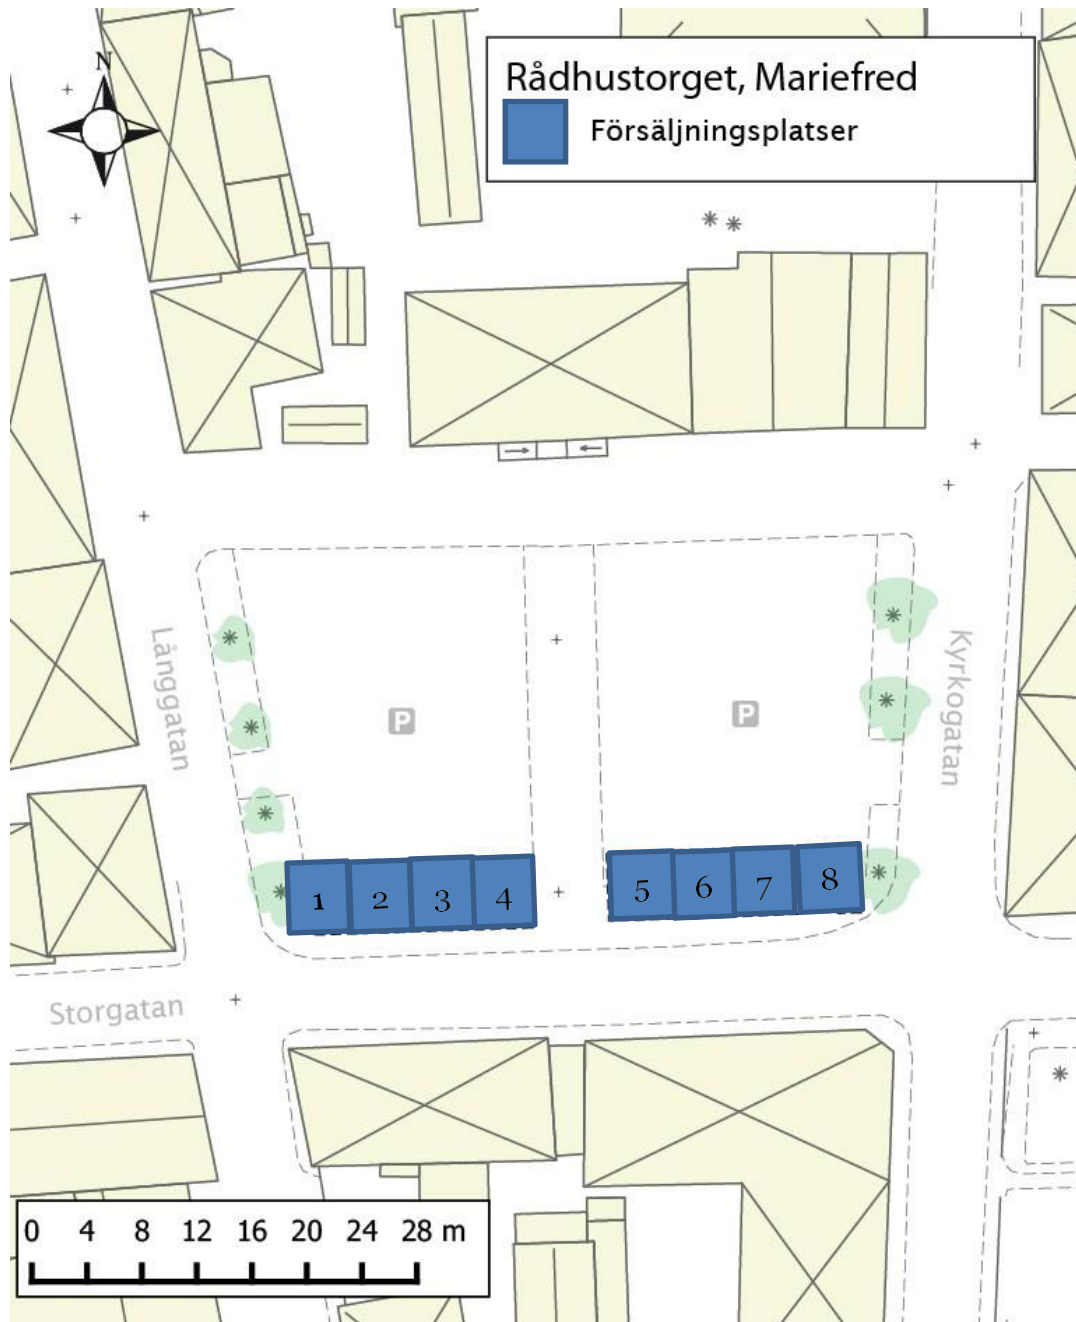 N
Rådhustorget, Mariefred
Försäljningsplatser
Långgatan
P
P
Kyrkogatan
1 2 3 4 5 6 7 8
Storgatan
0 4 8 12 16 20 24 28 m